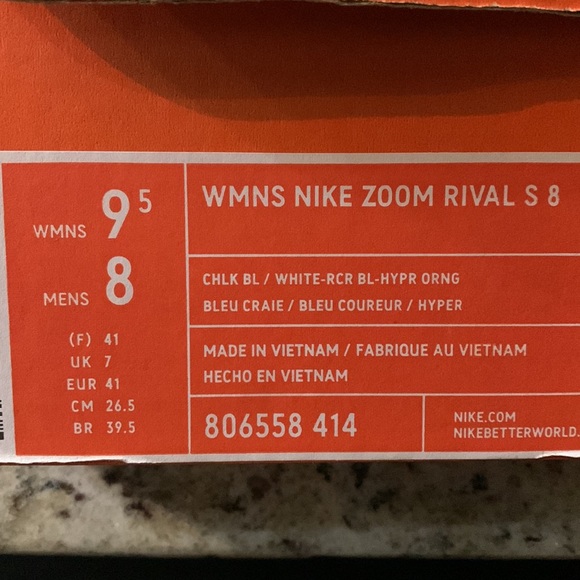 WMNS 9 5
MENS 8
(F) 41
UK 7
EUR 41
CM 26.5
BR 39.5
WMNS NIKE ZOOM RIVAL S 8
CHLK BL / WHITE-RCR BL-HYPR ORNG
BLEU CRAIE / BLEU COUREUR / HYPER
MADE IN VIETNAM / FABRIQUE AU VIETNAM
HECHO EN VIETNAM
806558 414
NIKE.COM
NIKEBETTERWORLD.